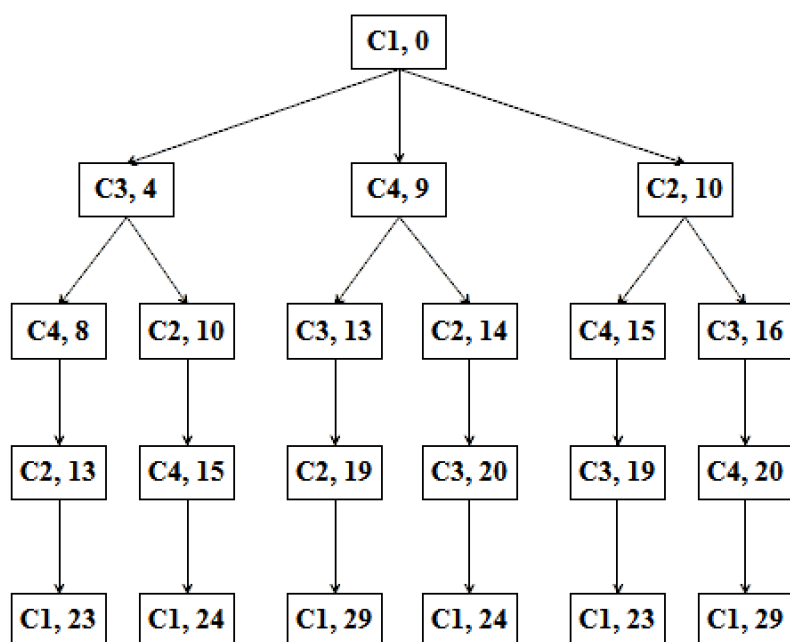 C1, 0
C3, 4
C4, 9
C2, 10
C4, 8
C2, 10
C3, 13
C2, 14
C4, 15
C3, 16
C2, 13
C4, 15
C2, 19
C3, 20
C3, 19
C4, 20
C1, 23
C1, 24
C1, 29
C1, 24
C1, 23
C1, 29